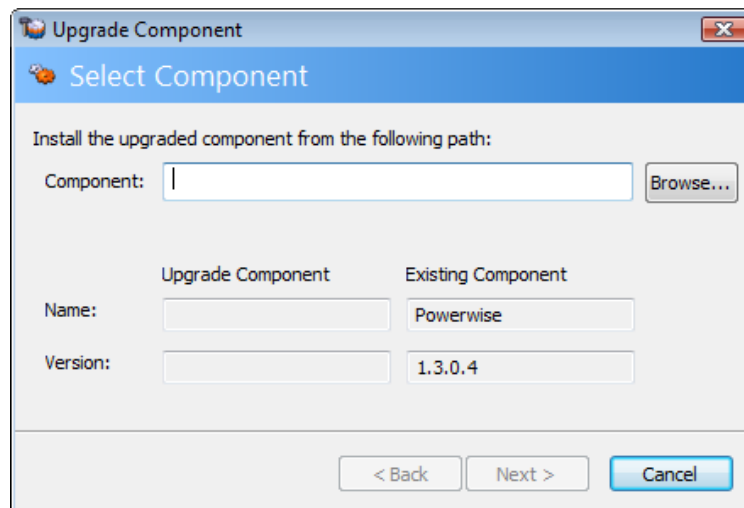 Upgrade Component
Select Component
Install the upgraded component from the following path:
Component:
Browse...
Upgrade Component Existing Component
Name: Powerwise
Version: 1.3.0.4
< Back Next > Cancel